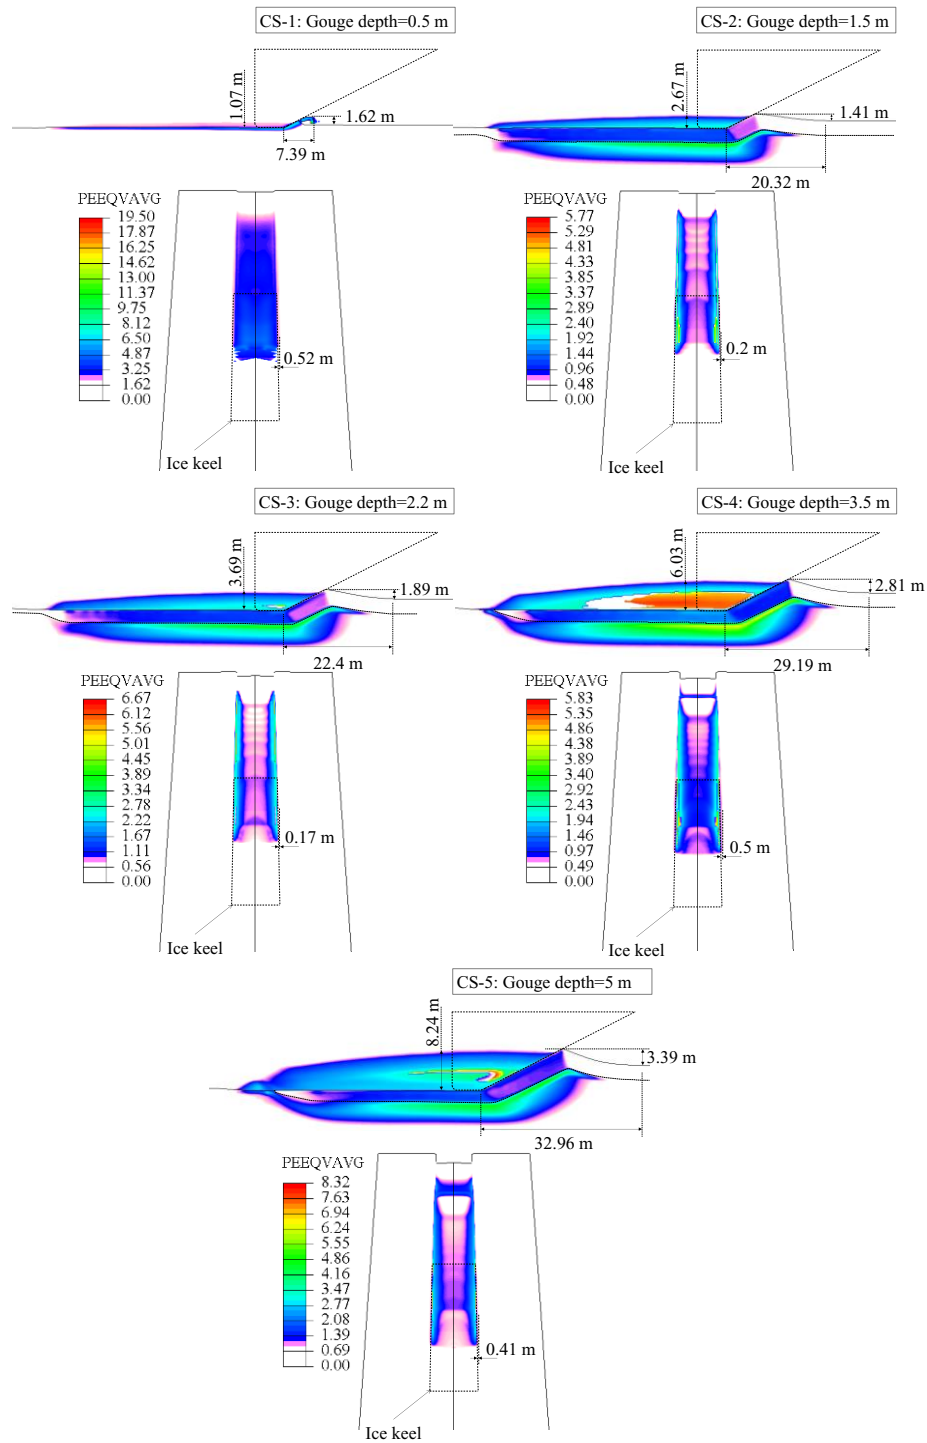 CS-1: Gouge depth=0.5 m
1.07 m
1.62 m
7.39 m
PEEQVAVG
19.50
17.87
16.25
14.62
13.00
11.37
9.75
8.12
6.50
4.87
3.25
1.62
0.00
0.52 m
Ice keel
CS-2: Gouge depth=1.5 m
2.67 m
1.41 m
20.32 m
PEEQVAVG
5.77
5.29
4.81
4.33
3.85
3.37
2.89
2.40
1.92
1.44
0.96
0.48
0.00
0.2 m
Ice keel
CS-3: Gouge depth=2.2 m
3.69 m
1.89 m
22.4 m
PEEQVAVG
6.67
6.12
5.56
5.01
4.45
3.89
3.34
2.78
2.22
1.67
1.11
0.56
0.00
0.17 m
Ice keel
CS-4: Gouge depth=3.5 m
6.03 m
2.81 m
29.19 m
PEEQVAVG
5.83
5.35
4.86
4.38
3.89
3.40
2.92
2.43
1.94
1.46
0.97
0.49
0.00
0.5 m
Ice keel
CS-5: Gouge depth=5 m
8.24 m
3.39 m
32.96 m
PEEQVAVG
8.32
7.63
6.94
6.24
5.55
4.86
4.16
3.47
2.77
2.08
1.39
0.69
0.00
0.41 m
Ice keel